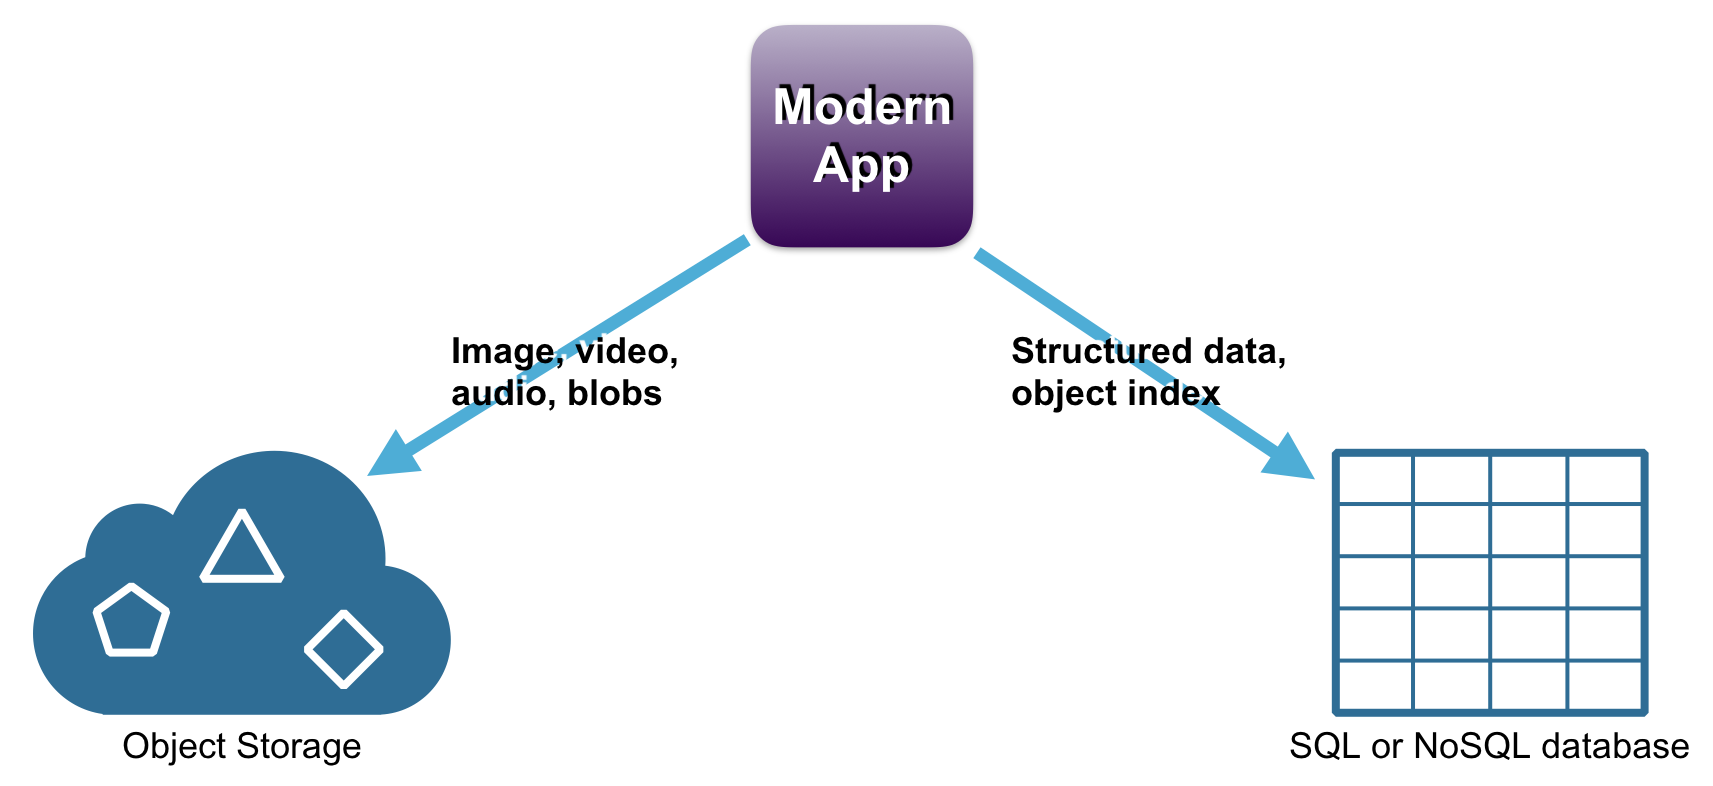 Modern
App
Image, video,
audio, blobs
Structured data,
object index
Object Storage
SQL or NoSQL database